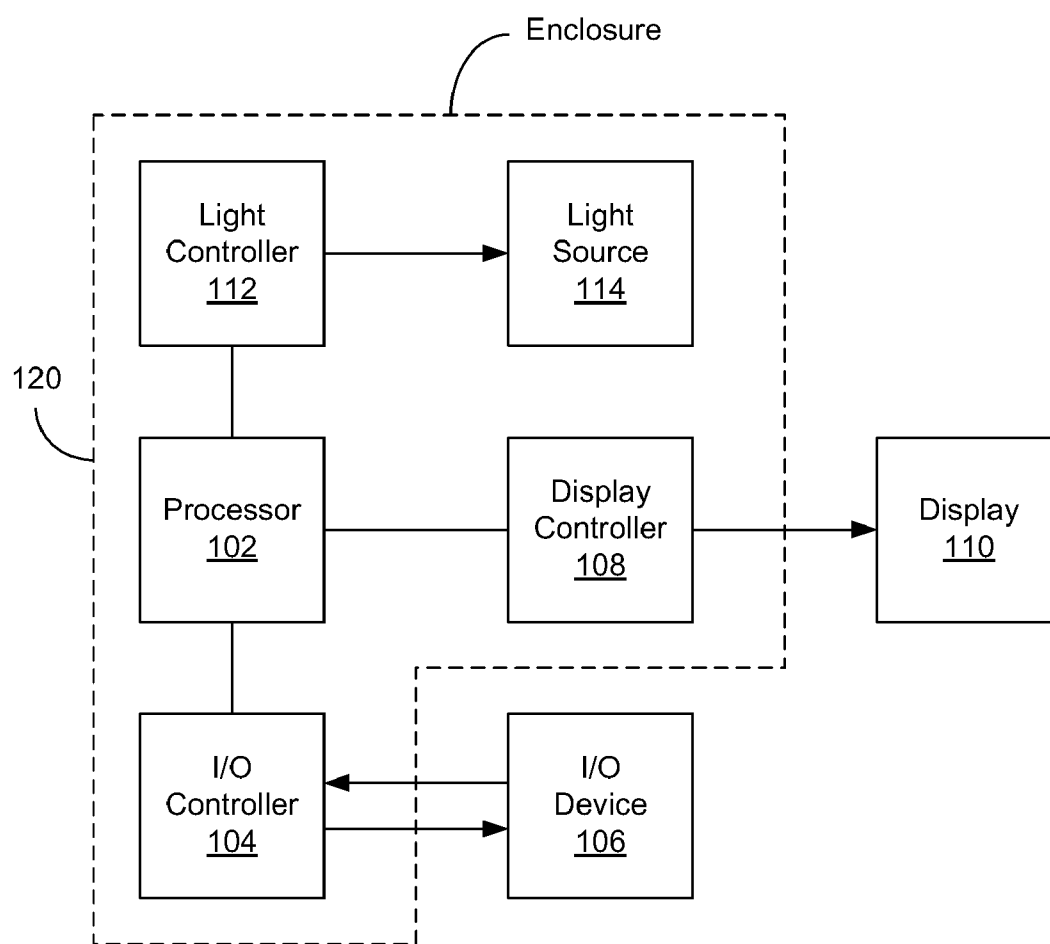 Enclosure
Light
Controller
112
Light
Source
114
120
Processor
102
Display
Controller
108
Display
110
I/O
Controller
104
I/O
Device
106